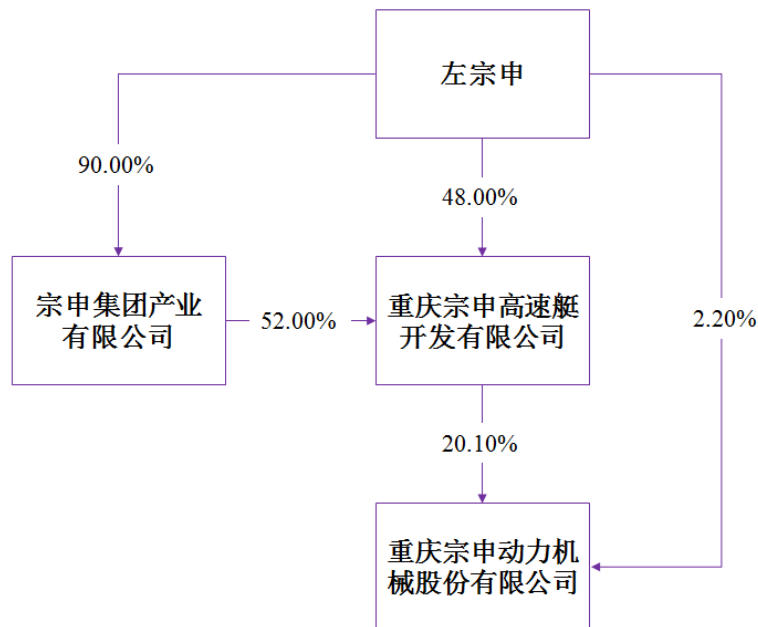 左宗申
90.00%
48.00%
宗申集团产业
有限公司
52.00%
重庆宗申高速艇
开发有限公司
2.20%
20.10%
重庆宗申动力机
械股份有限公司